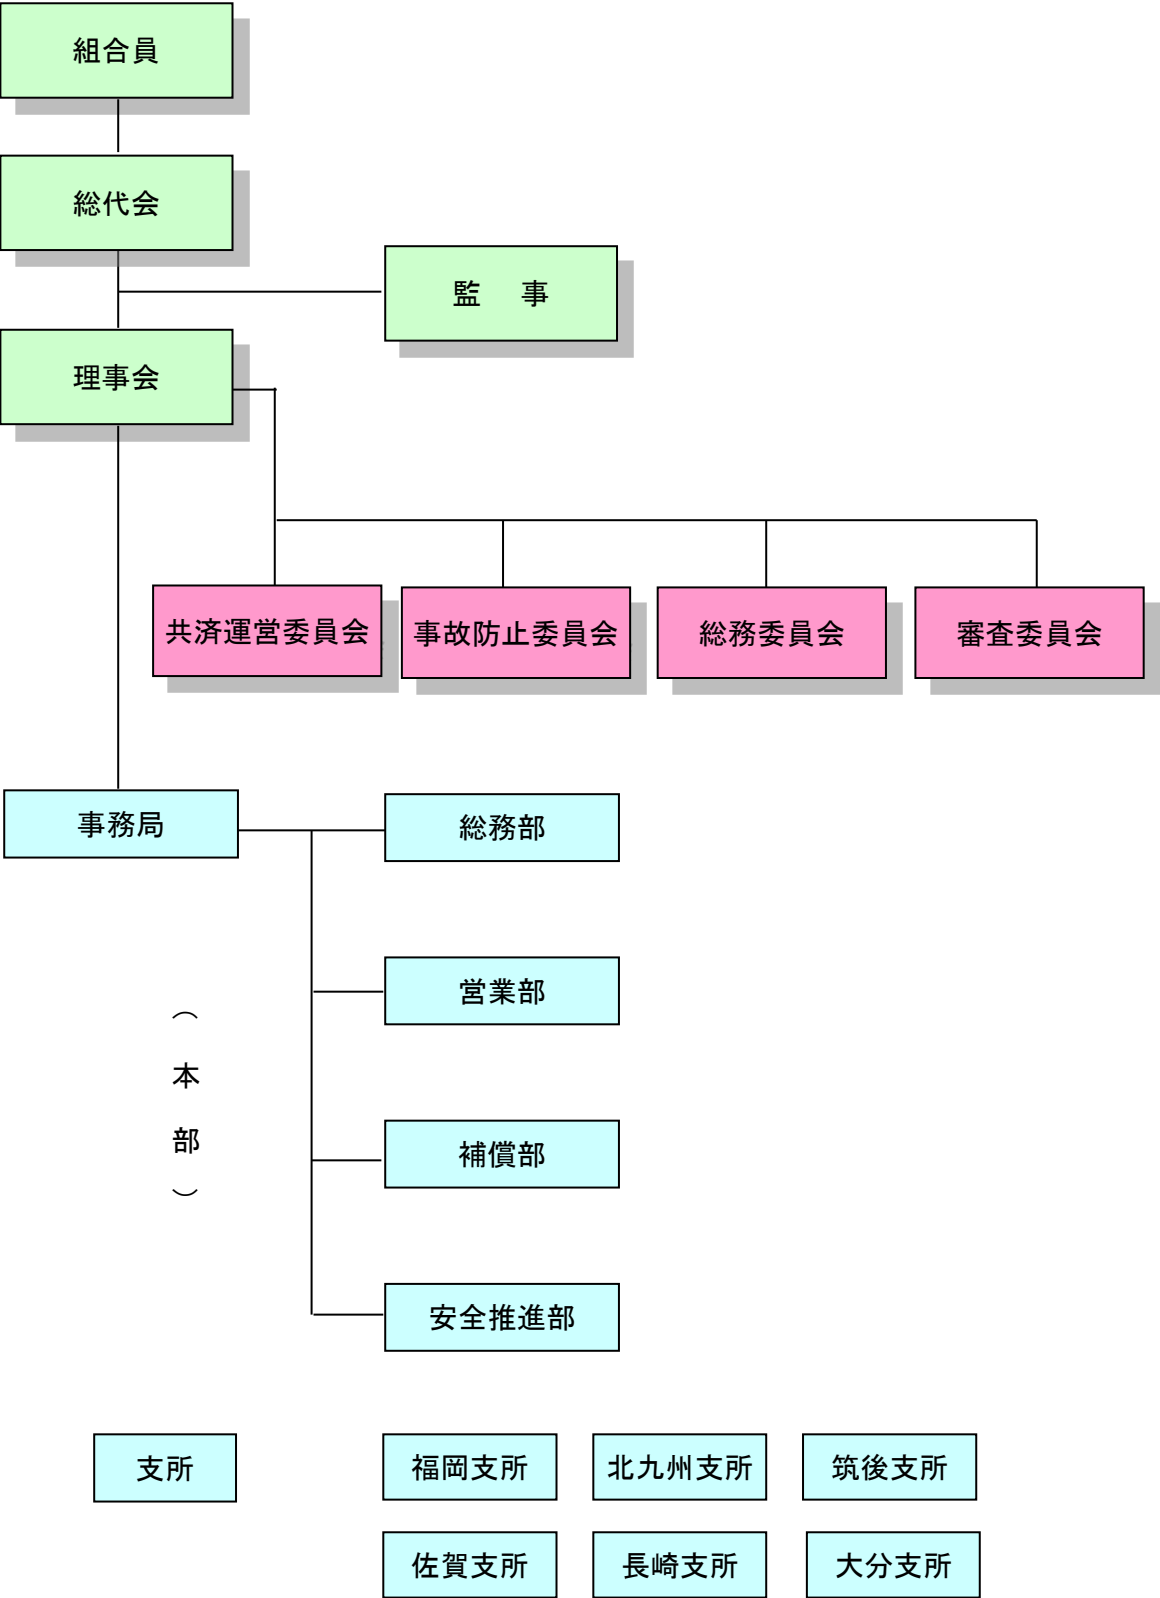 組合員
総代会
監　事
理事会
共済運営委員会
事故防止委員会
総務委員会
審査委員会
事務局
総務部
営業部
（本部）
補償部
安全推進部
支所
福岡支所
北九州支所
筑後支所
佐賀支所
長崎支所
大分支所